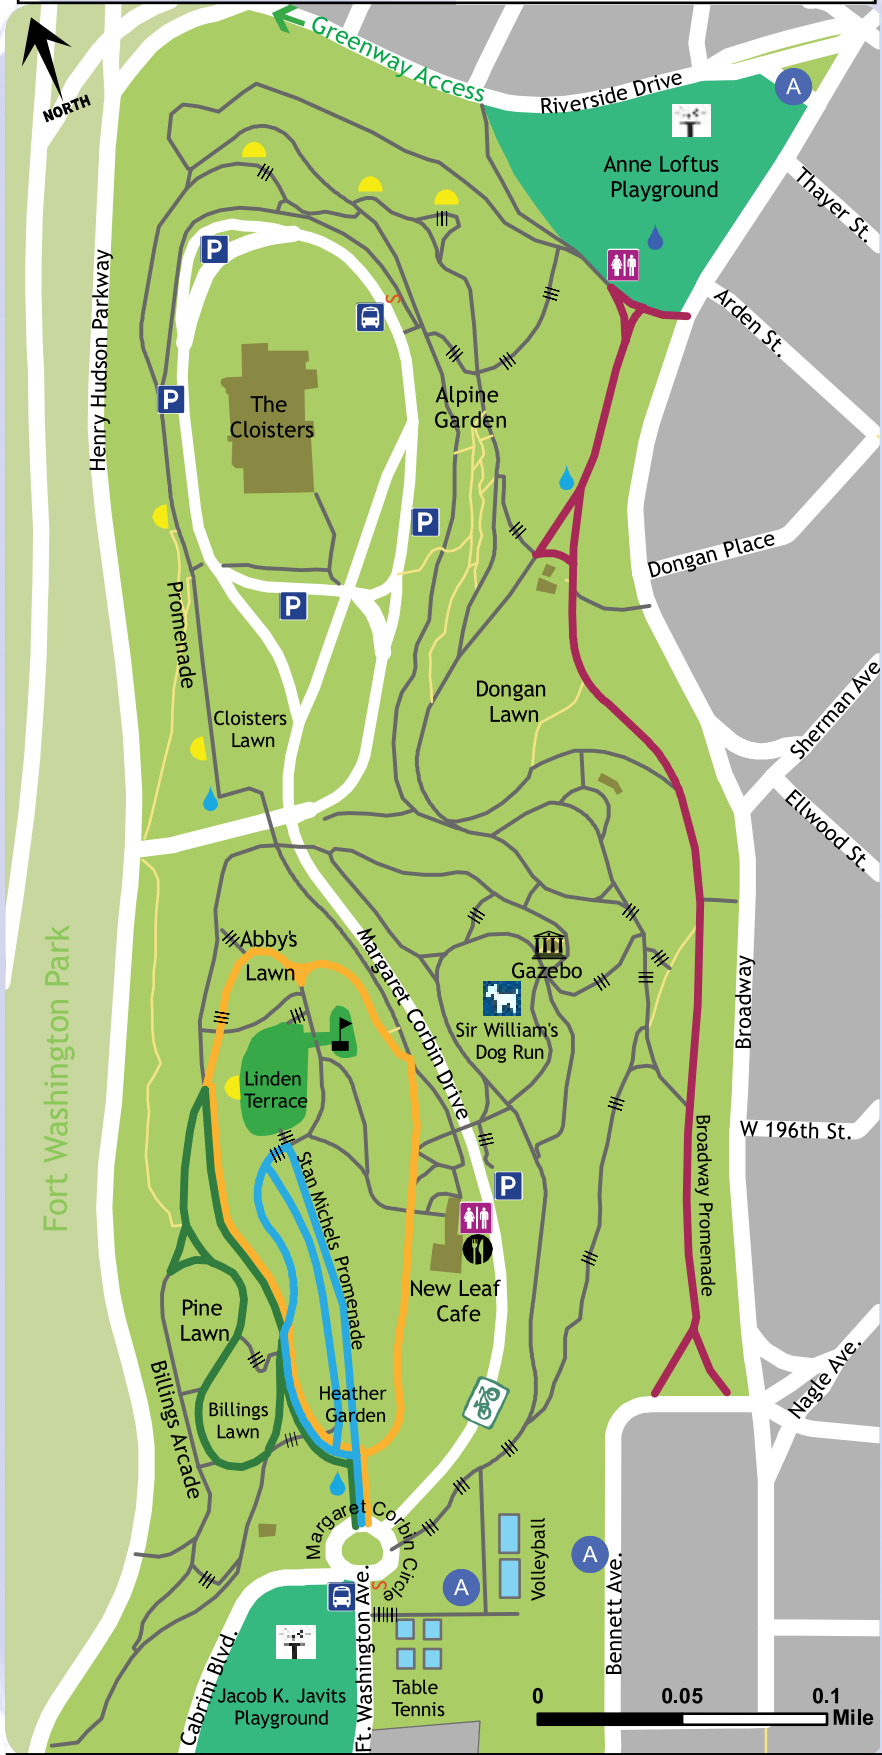 Greenway Access
NORTH
Riverside Drive
A
Anne Loftus
Playground
Thayer St.
P
Henry Hudson Parkway
S
Arden St.
P
The
Cloisters
Alpine
Garden
P
Dongan Place
P
Promenade
Sherman Ave
Dongan
Lawn
Cloisters
Lawn
Ellwood St.
Fort Washington Park
Abby's
Lawn
Margaret Corbin Drive
Gazebo
Broadway
Sir William's
Dog Run
Linden
Terrace
W 196th St.
Stan Michels Promenade
P
Broadway Promenade
New Leaf
Cafe
Pine
Lawn
Billings Arcade
Nagle Ave.
Heather
Garden
Billings
Lawn
Margaret Corbin Circle
Volleyball
A
A
S
Bennett Ave.
Ft. Washington Ave.
Cabrini Blvd.
Jacob K. Javits
Playground
Table
Tennis
0 0.05 0.1
Mile